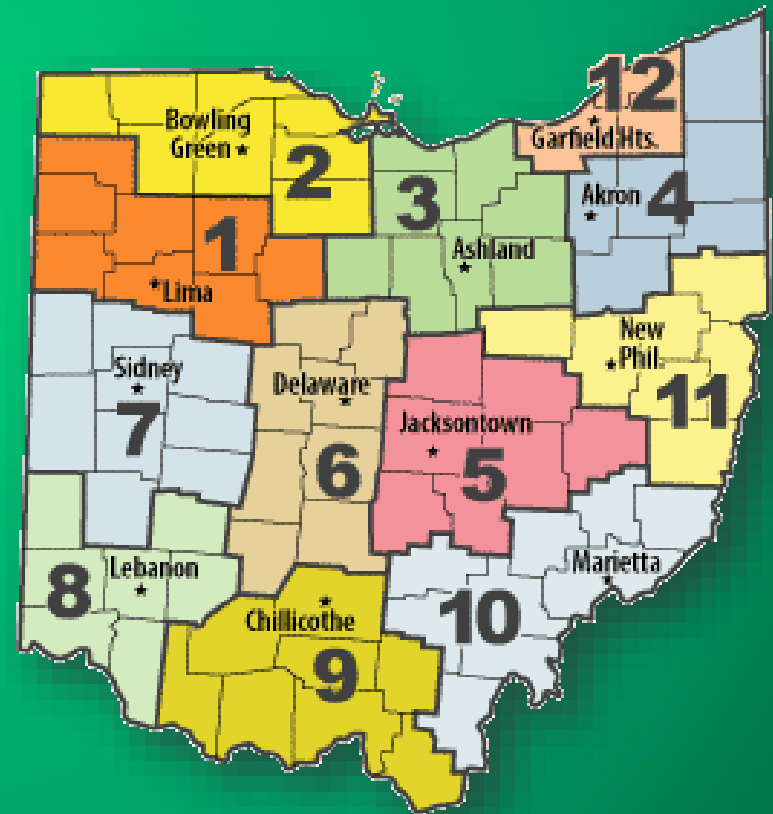 12
Garfield Hts.
Bowling
Green
2
3
Akron
4
1
Ashland
Lima
New
Phil.
Sidney
Delaware
11
7
Jacksontown
6
5
Lebanon
Marietta
8
Chillicothe
10
9